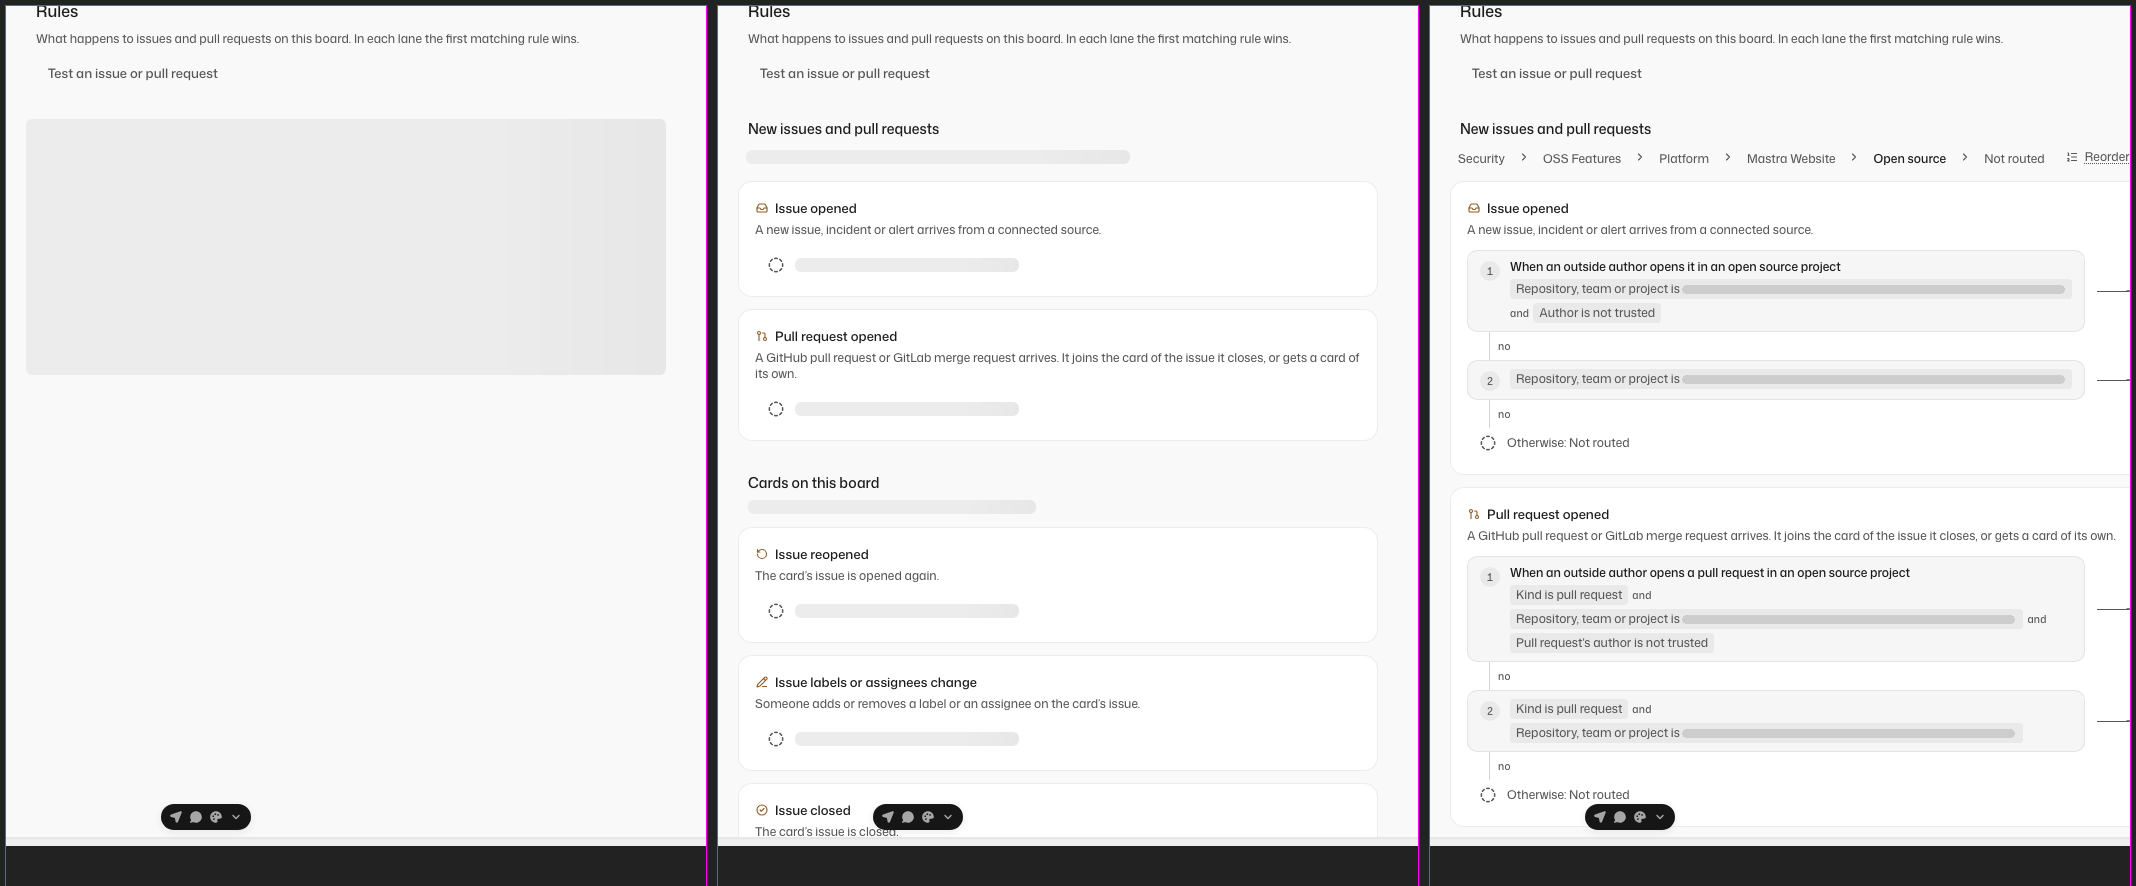 Rules
What happens to issues and pull requests on this board. In each lane the first matching rule wins.
Test an issue or pull request
Rules
What happens to issues and pull requests on this board. In each lane the first matching rule wins.
Test an issue or pull request
New issues and pull requests
Issue opened
A new issue, incident or alert arrives from a connected source.
Pull request opened
A GitHub pull request or GitLab merge request arrives. It joins the card of the issue it closes, or gets a card of
its own.
Cards on this board
Issue reopened
The card's issue is opened again.
Issue labels or assignees change
Someone adds or removes a label or an assignee on the card's issue.
Issue closed
The card's issue is closed.
Rules
What happens to issues and pull requests on this board. In each lane the first matching rule wins.
Test an issue or pull request
New issues and pull requests
Security > OSS Features > Platform > Mastra Website > Open source > Not routed Reorder
Issue opened
A new issue, incident or alert arrives from a connected source.
1 When an outside author opens it in an open source project
Repository, team or project is
and Author is not trusted
no
2 Repository, team or project is
no
Otherwise: Not routed
Pull request opened
A GitHub pull request or GitLab merge request arrives. It joins the card of the issue it closes, or gets a card of its own.
1 When an outside author opens a pull request in an open source project
Kind is pull request and
Repository, team or project is and
Pull request's author is not trusted
no
2 Kind is pull request and
Repository, team or project is
no
Otherwise: Not routed